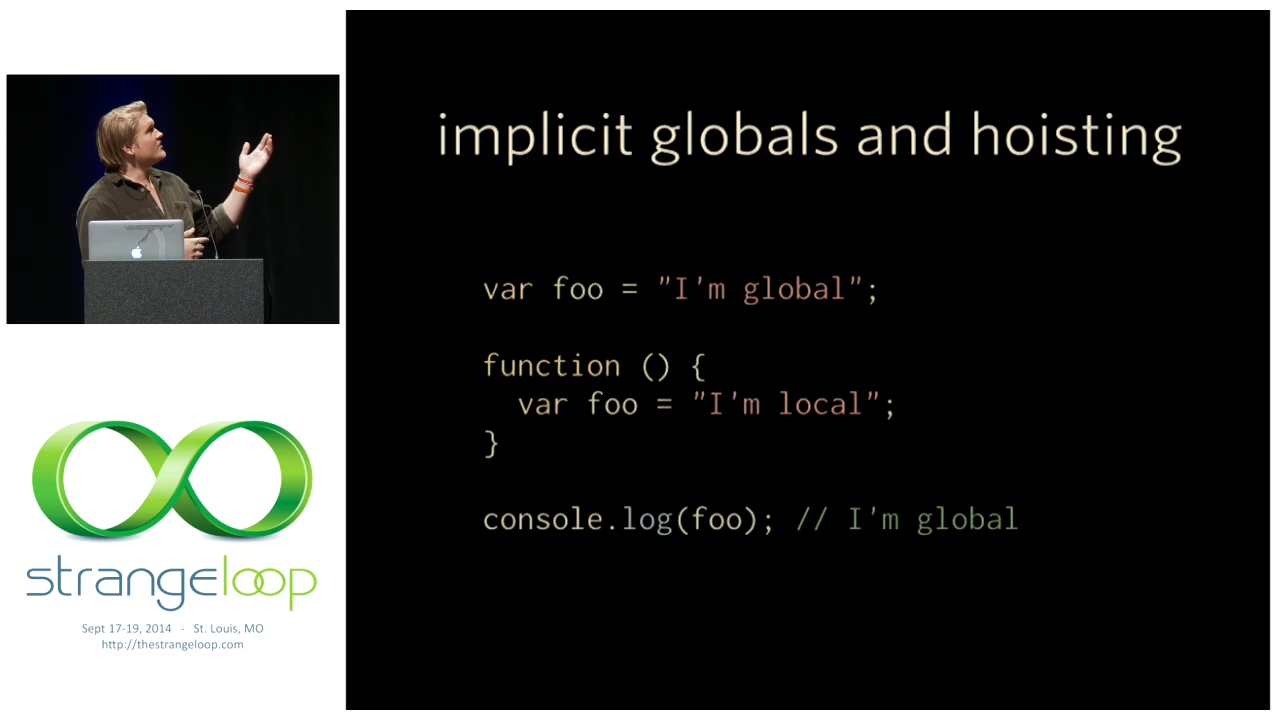 implicit globals and hoisting
var foo = "I'm global";
function () {
var foo = "I'm local";
}
console.log(foo); // I'm global
strangeloop
Sept 17-19, 2014 - St. Louis, MO
http://thestrangeloop.com